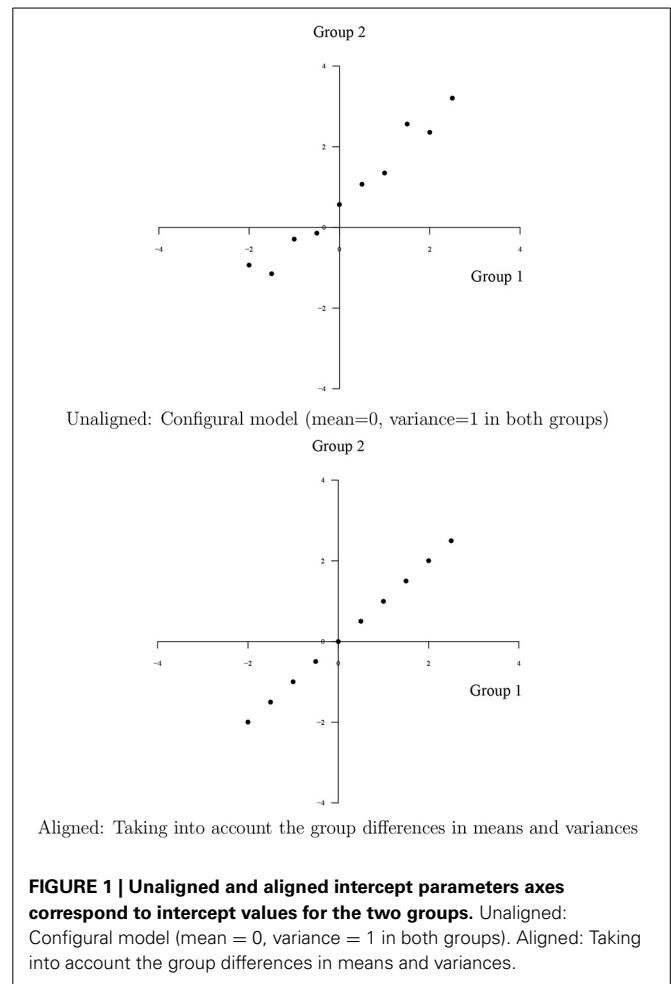 Group 2
4
2
−4
−2
0
0
2
4
Group 1
−2
−4
Unaligned: Configural model (mean=0, variance=1 in both groups)
Group 2
4
2
−4
−2
0
0
2
4
Group 1
−2
−4
Aligned: Taking into account the group differences in means and variances
FIGURE 1 | Unaligned and aligned intercept parameters axes
correspond to intercept values for the two groups. Unaligned:
Configural model (mean = 0, variance = 1 in both groups). Aligned: Taking
into account the group differences in means and variances.